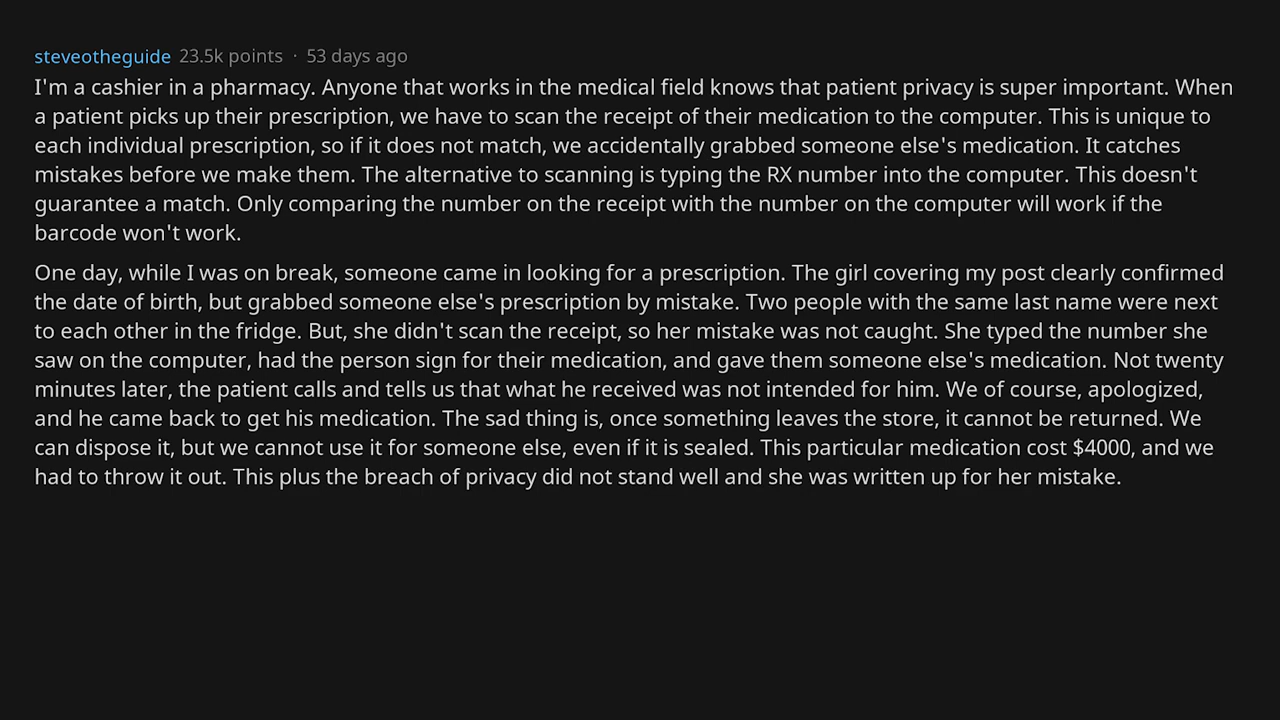 steveotheguide 23.5k points · 53 days ago
I'm a cashier in a pharmacy. Anyone that works in the medical field knows that patient privacy is super important. When
a patient picks up their prescription, we have to scan the receipt of their medication to the computer. This is unique to
each individual prescription, so if it does not match, we accidentally grabbed someone else's medication. It catches
mistakes before we make them. The alternative to scanning is typing the RX number into the computer. This doesn't
guarantee a match. Only comparing the number on the receipt with the number on the computer will work if the
barcode won't work.
One day, while I was on break, someone came in looking for a prescription. The girl covering my post clearly confirmed
the date of birth, but grabbed someone else's prescription by mistake. Two people with the same last name were next
to each other in the fridge. But, she didn't scan the receipt, so her mistake was not caught. She typed the number she
saw on the computer, had the person sign for their medication, and gave them someone else's medication. Not twenty
minutes later, the patient calls and tells us that what he received was not intended for him. We of course, apologized,
and he came back to get his medication. The sad thing is, once something leaves the store, it cannot be returned. We
can dispose it, but we cannot use it for someone else, even if it is sealed. This particular medication cost $4000, and we
had to throw it out. This plus the breach of privacy did not stand well and she was written up for her mistake.